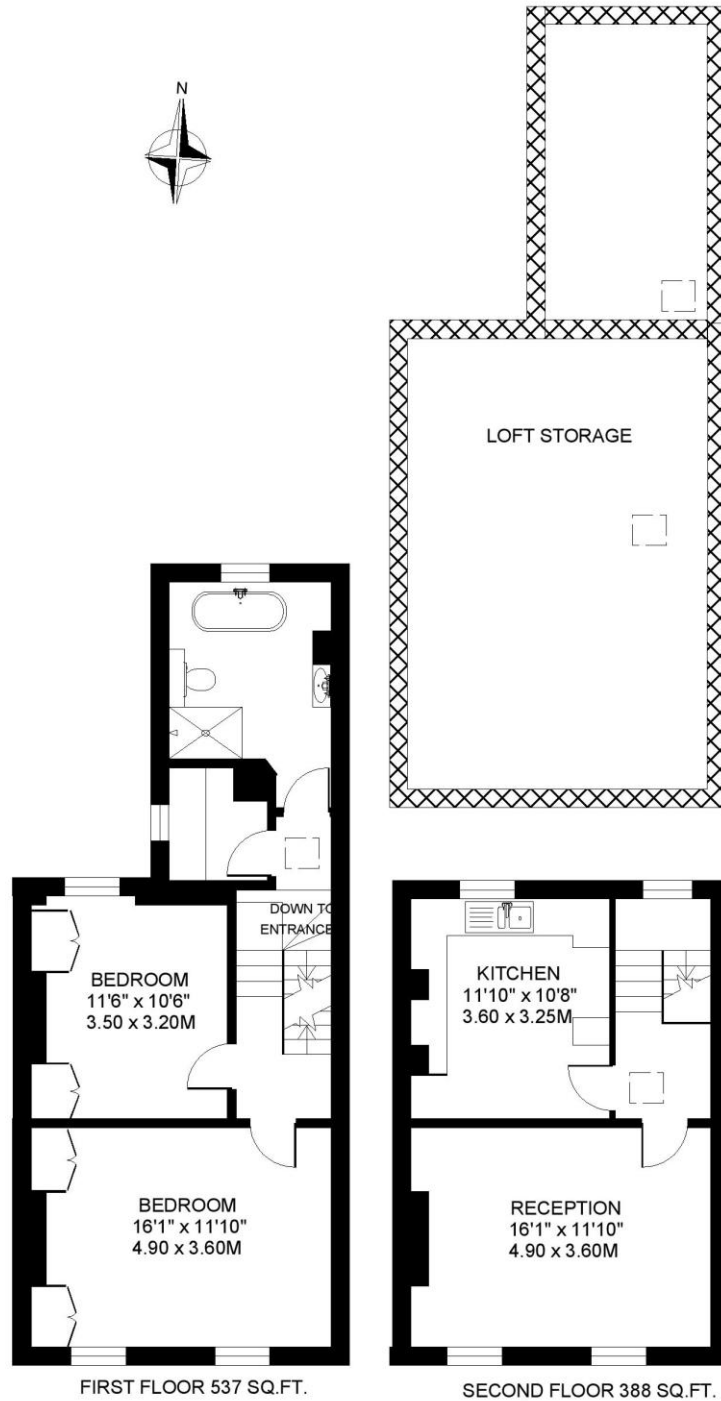 N
LOFT STORAGE
DOWN TO
ENTRANCE
BEDROOM
11'6" x 10'6"
3.50 x 3.20M
KITCHEN
11'10" x 10'8"
3.60 x 3.25M
BEDROOM
16'1" x 11'10"
4.90 x 3.60M
RECEPTION
16'1" x 11'10"
4.90 x 3.60M
FIRST FLOOR 537 SQ.FT.
SECOND FLOOR 388 SQ.FT.